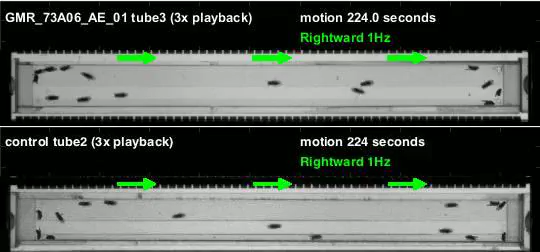 GMR_73A06_AE_01 tube3 (3x playback)
motion 224.0 seconds
Rightward 1Hz
control tube2 (3x playback)
motion 224 seconds
Rightward 1Hz